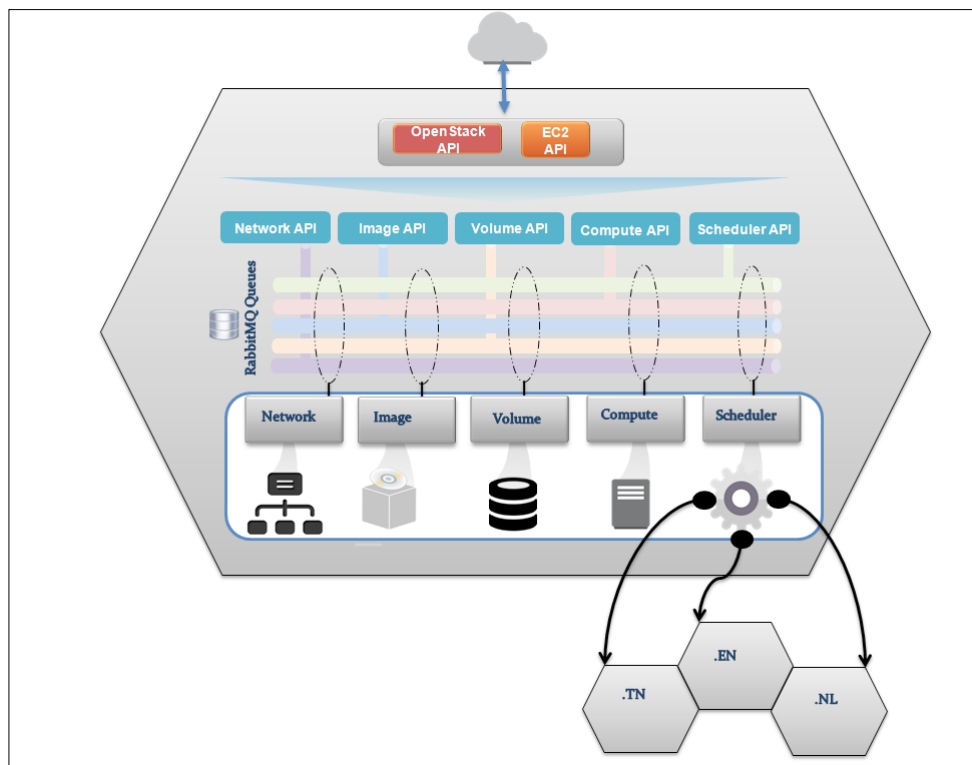 OpenStack
API
EC2
API
Network API
Image API
Volume API
Compute API
Scheduler API
RabbitMQ Queues
Network
Image
Volume
Compute
Scheduler
.TN
.EN
.NL